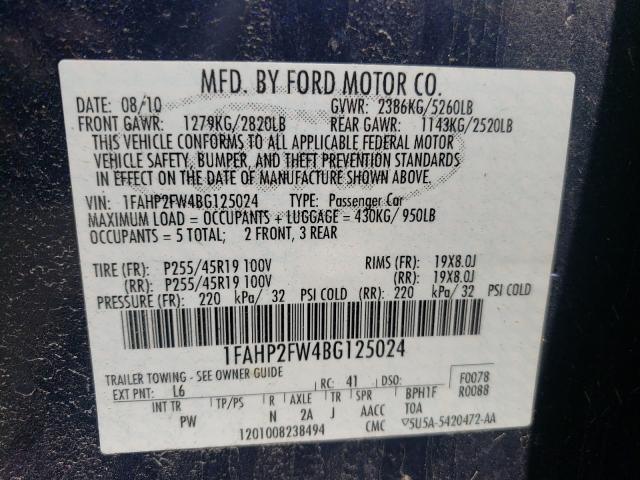 MFD. BY FORD MOTOR CO.
DATE: 08/10 GVWR: 2386KG/5260LB
FRONT GAWR: 1279KG/2820LB REAR GAWR: 1143KG/2520LB
THIS VEHICLE CONFORMS TO ALL APPLICABLE FEDERAL MOTOR
VEHICLE SAFETY, BUMPER, AND THEFT PREVENTION STANDARDS
IN EFFECT ON THE DATE OF MANUFACTURE SHOWN ABOVE.
VIN: 1FAHP2FW4BG125024 TYPE: Passenger Car
MAXIMUM LOAD = OCCUPANTS + LUGGAGE = 430KG/ 950LB
OCCUPANTS = 5 TOTAL; 2 FRONT, 3 REAR
TIRE (FR): P255/45R19 100V RIMS (FR): 19X8.0J
(RR): P255/45R19 100V (RR): 19X8.0J
PRESSURE (FR): 220 kPa/ 32 PSI COLD (RR): 220 kPa/ 32 PSI COLD
1FAHP2FW4BG125024
TRAILER TOWING - SEE OWNER GUIDE
EXT PNT: L6 RC: 41 DSO: F0078
INT TR TP/PS R AXLE TR SPR BPH1F R0088
PW N 2A J AACC TOA
1201008238494 CMC ▽5U5A-5420472-AA